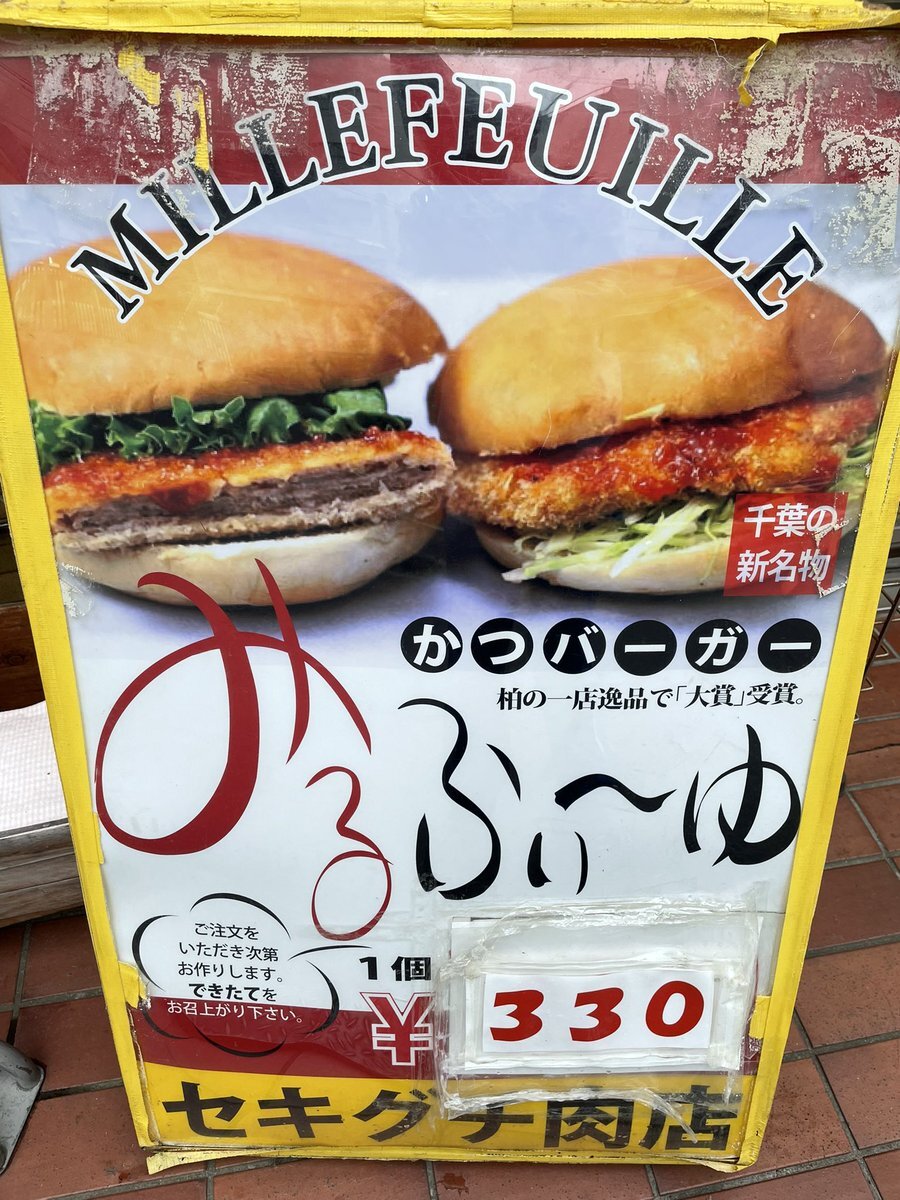 MILLEFEUILLE
千葉の
新名物
かつバーガー
柏の一店逸品で「大賞」受賞。
みるふぃ〜ゆ
ご注文を
いただき次第
お作りします。
できたてを
お召上がり下さい。
1個
¥330
セキグチ肉店